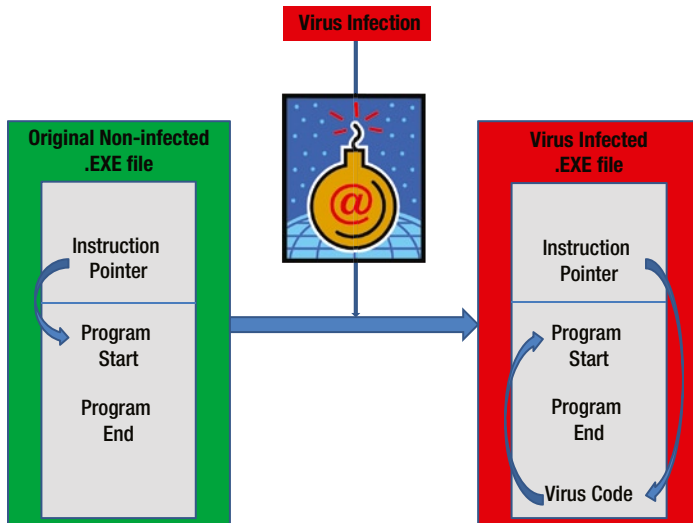 Virus Infection
@
Original Non-infected
.EXE file
Instruction
Pointer
Program
Start
Program
End
Virus Infected
.EXE file
Instruction
Pointer
Program
Start
Program
End
Virus Code